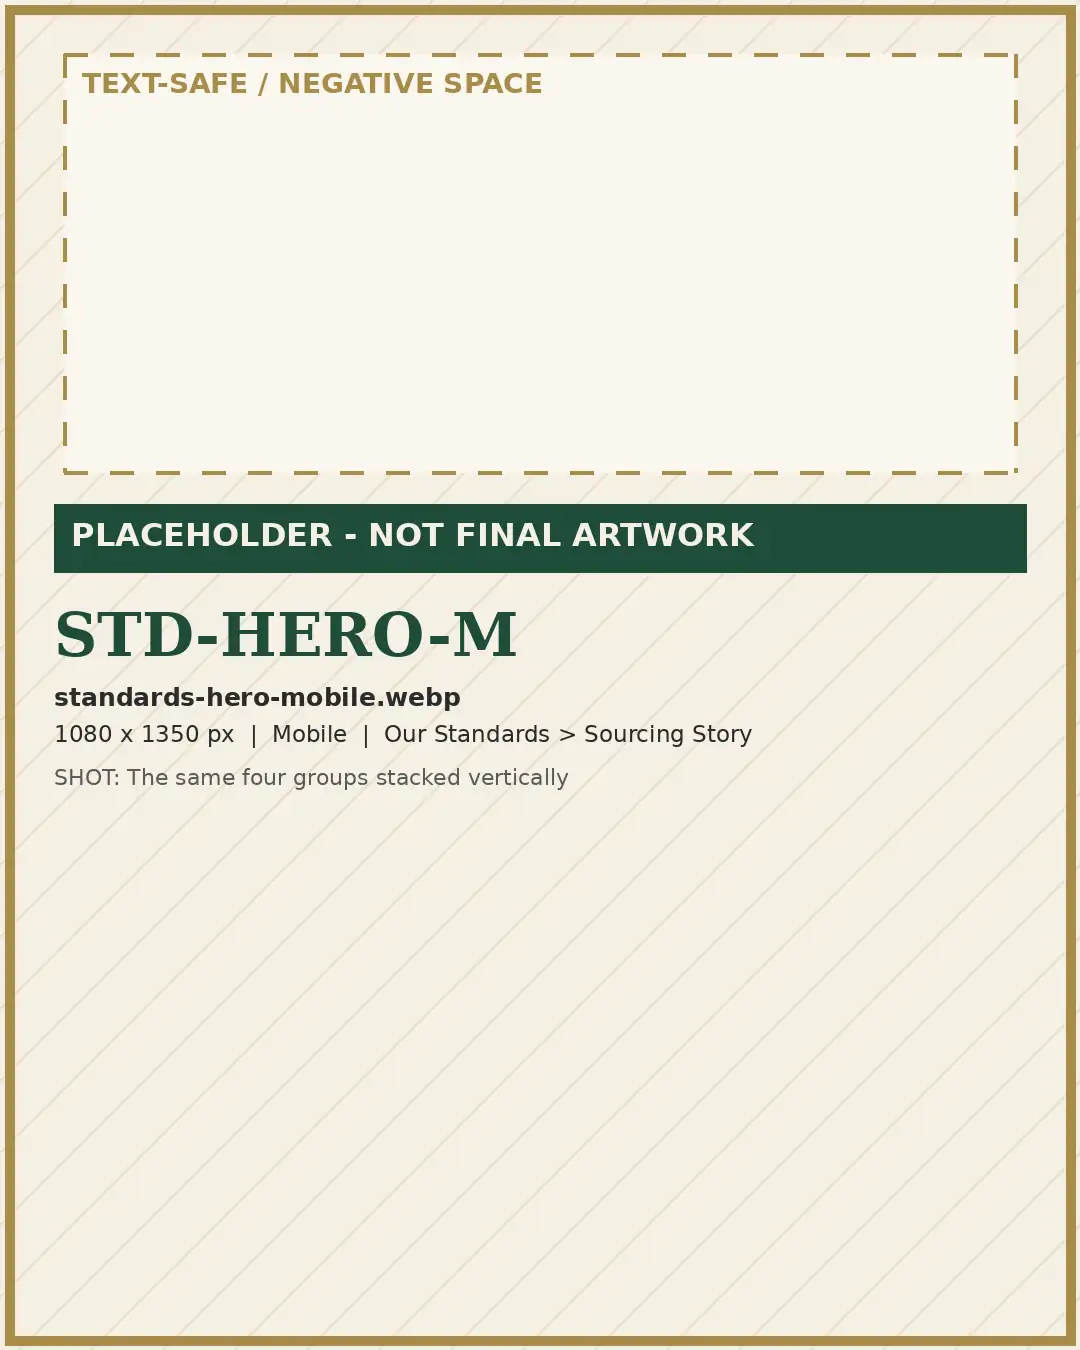 TEXT-SAFE / NEGATIVE SPACE
PLACEHOLDER - NOT FINAL ARTWORK
STD-HERO-M
standards-hero-mobile.webp
1080 x 1350 px  |  Mobile  |  Our Standards > Sourcing Story
SHOT: The same four groups stacked vertically